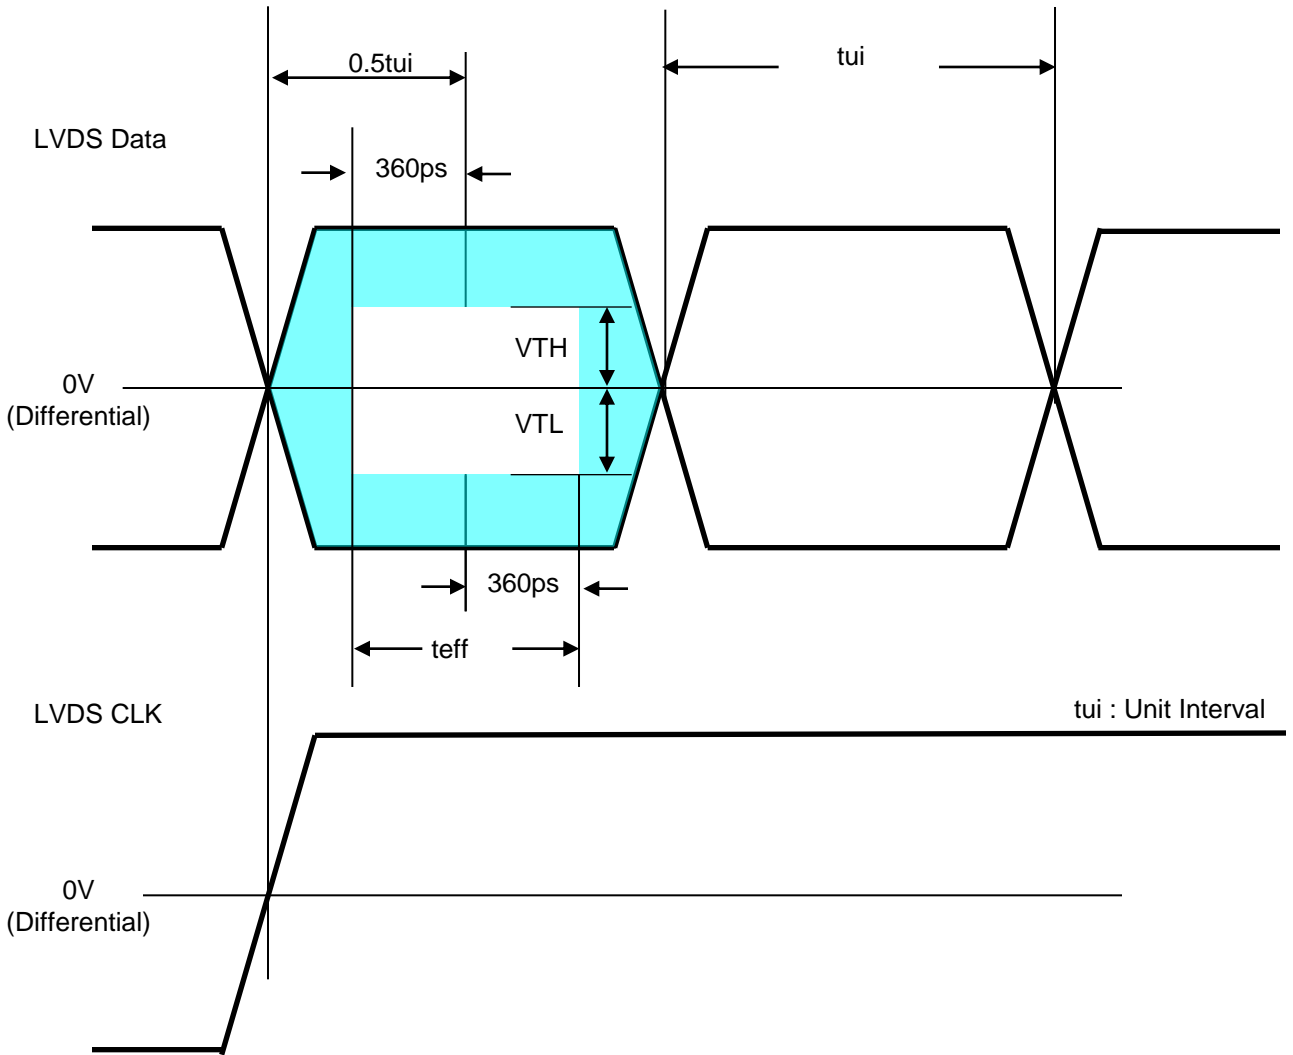 0.5tui
tui
LVDS Data
360ps
VTH
0V
(Differential)
VTL
360ps
teff
LVDS CLK
tui : Unit Interval
0V
(Differential)